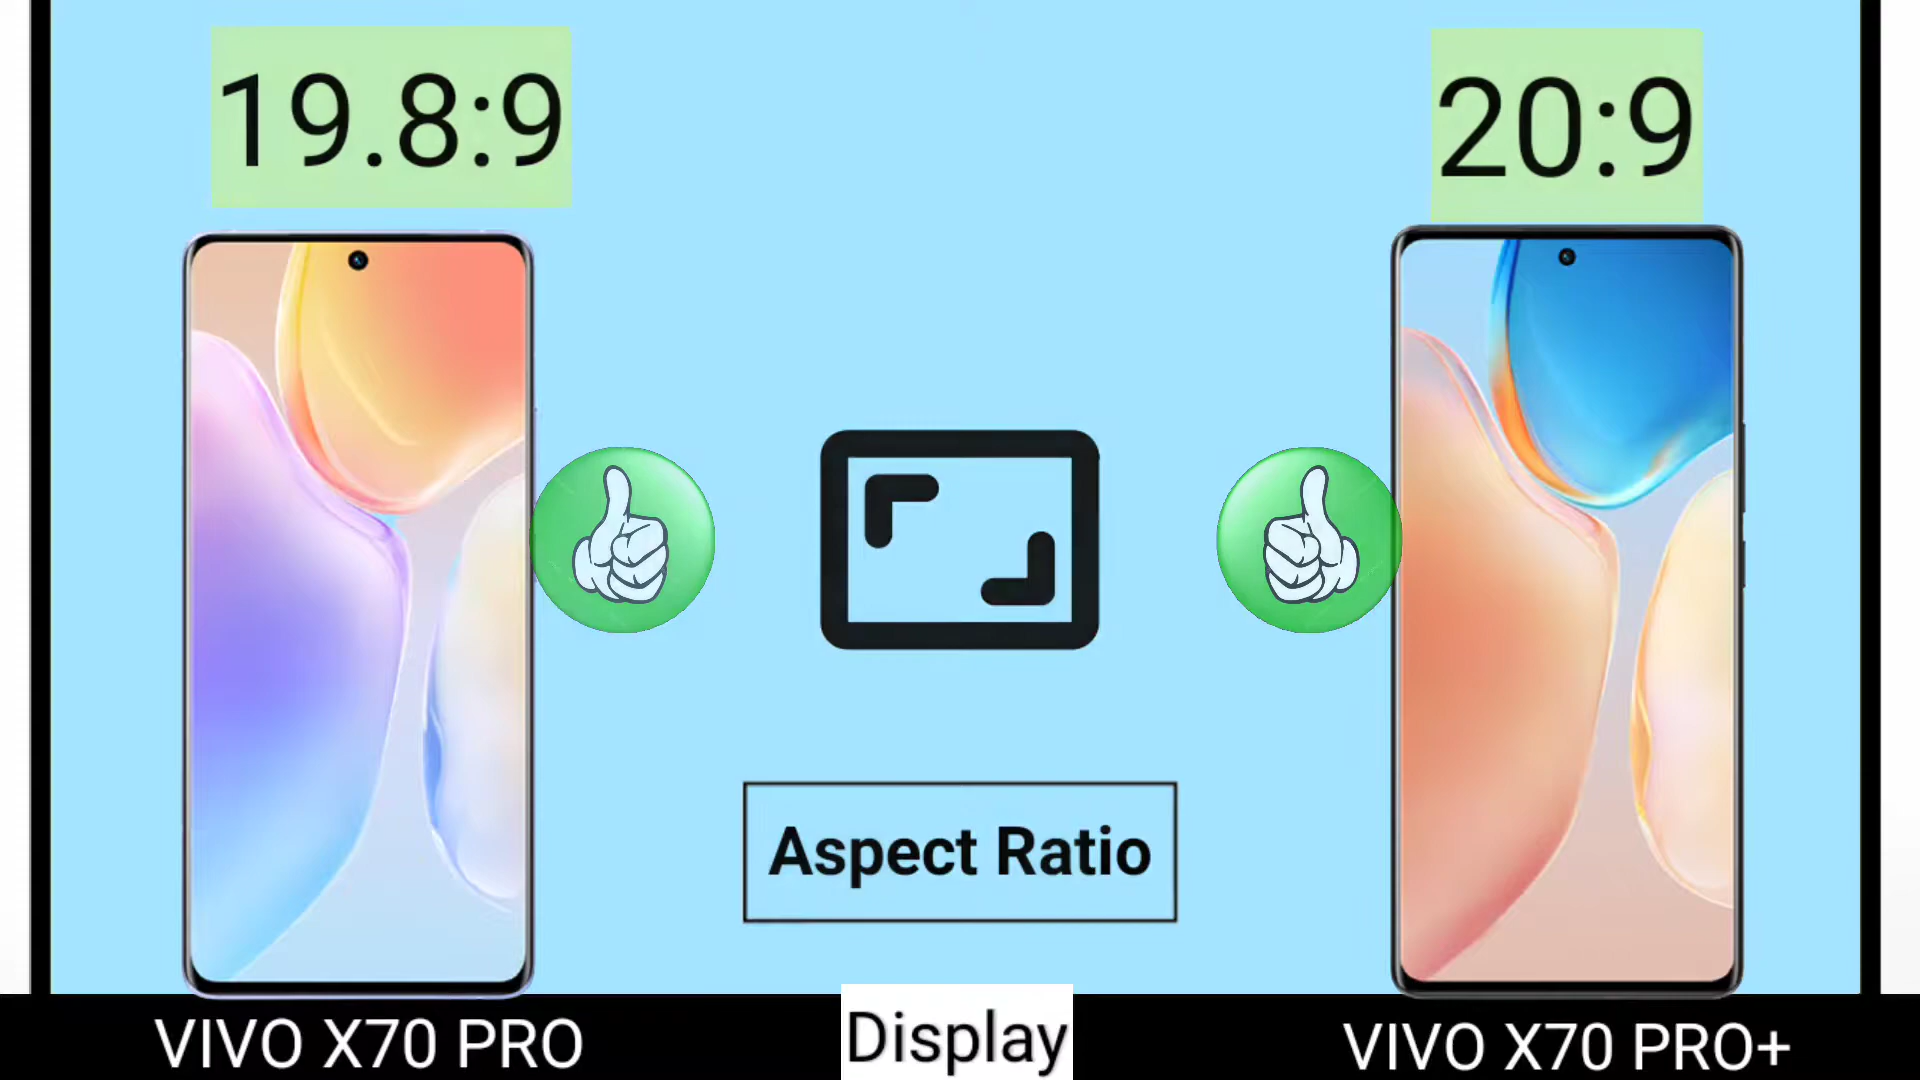 19.8:9
20:9
Aspect Ratio
VIVO X70 PRO
Display
VIVO X70 PRO+